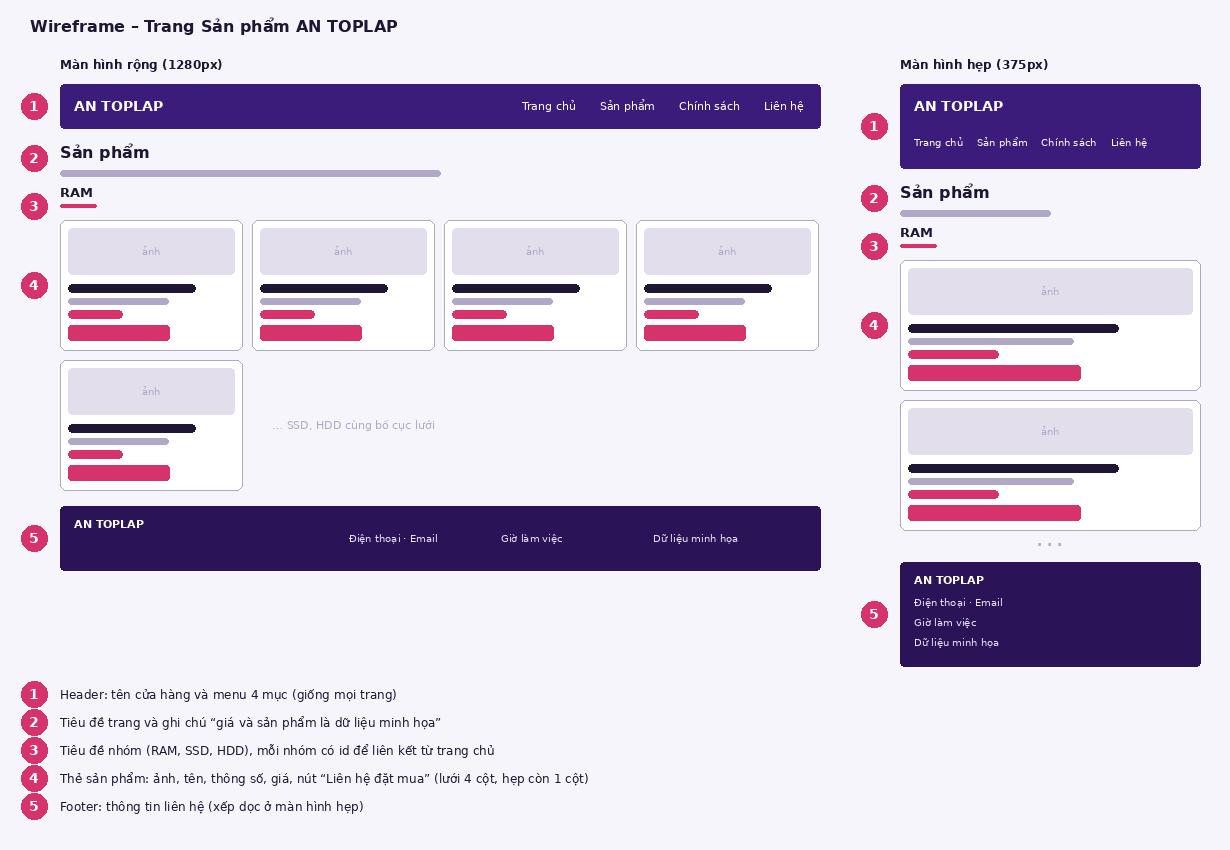 Wireframe – Trang Sản phẩm AN TOPLAP
Màn hình rộng (1280px)
1
AN TOPLAP
Trang chủ Sản phẩm Chính sách Liên hệ
2
Sản phẩm
3
RAM
4
ảnh ảnh ảnh ảnh
ảnh
... SSD, HDD cùng bố cục lưới
5
AN TOPLAP
Điện thoại · Email Giờ làm việc Dữ liệu minh họa
Màn hình hẹp (375px)
1
AN TOPLAP
Trang chủ Sản phẩm Chính sách Liên hệ
2
Sản phẩm
3
RAM
4
ảnh
ảnh
· · ·
5
AN TOPLAP
Điện thoại · Email
Giờ làm việc
Dữ liệu minh họa
1 Header: tên cửa hàng và menu 4 mục (giống mọi trang)
2 Tiêu đề trang và ghi chú “giá và sản phẩm là dữ liệu minh họa”
3 Tiêu đề nhóm (RAM, SSD, HDD), mỗi nhóm có id để liên kết từ trang chủ
4 Thẻ sản phẩm: ảnh, tên, thông số, giá, nút “Liên hệ đặt mua” (lưới 4 cột, hẹp còn 1 cột)
5 Footer: thông tin liên hệ (xếp dọc ở màn hình hẹp)